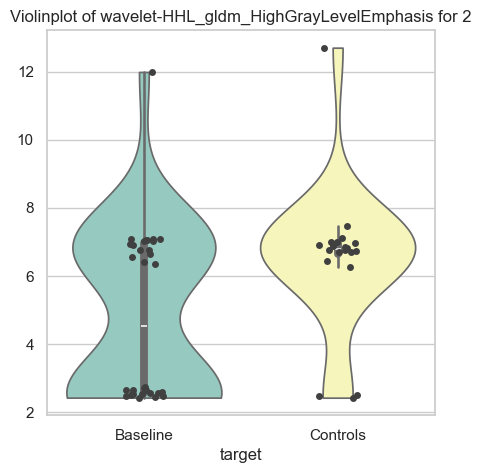 Violinplot of wavelet-HHL_gldm_HighGrayLevelEmphasis for 2
12
10
8
6
4
2
Baseline
Controls
target